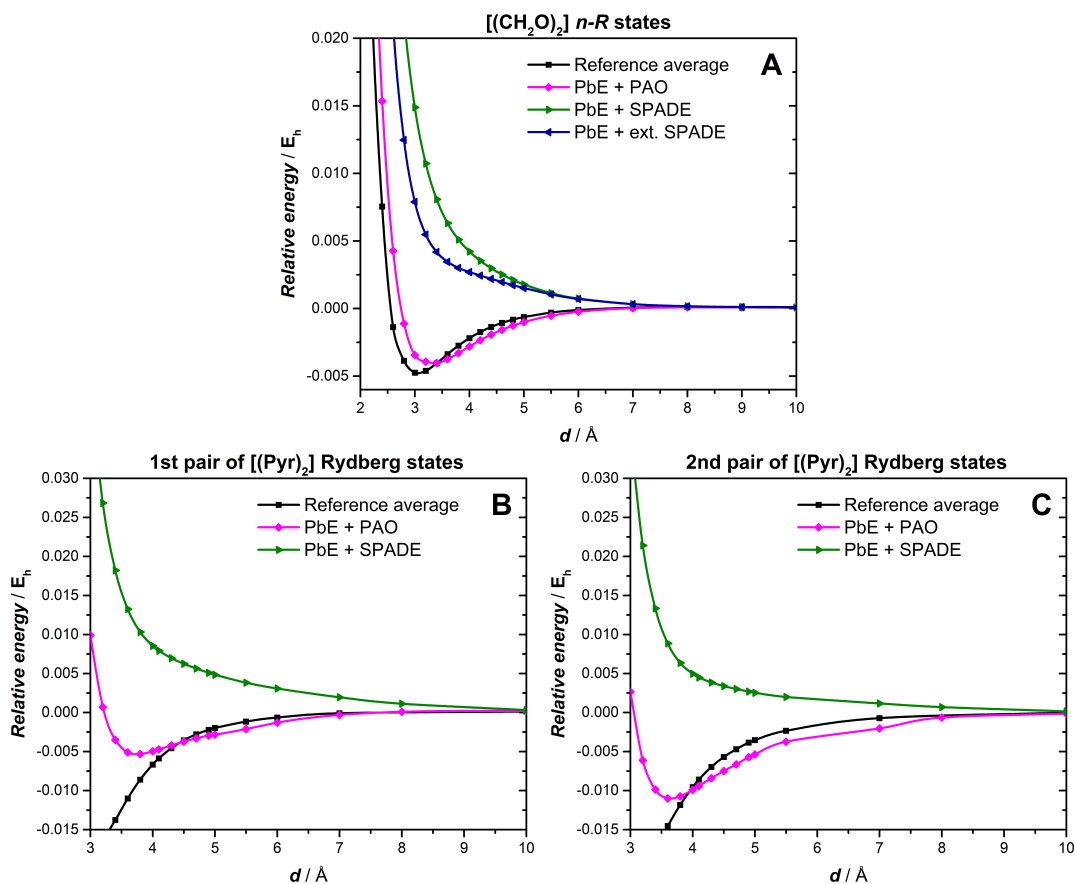 [(CH₂O)₂] n-R states
A
Reference average
PbE + PAO
PbE + SPADE
PbE + ext. SPADE
Relative energy / Eₕ
0.020
0.015
0.010
0.005
0.000
-0.005
2 3 4 5 6 7 8 9 10
d / Å
1st pair of [(Pyr)₂] Rydberg states
B
Reference average
PbE + PAO
PbE + SPADE
Relative energy / Eₕ
0.030
0.025
0.020
0.015
0.010
0.005
0.000
-0.005
-0.010
-0.015
3 4 5 6 7 8 9 10
d / Å
2nd pair of [(Pyr)₂] Rydberg states
C
Reference average
PbE + PAO
PbE + SPADE
Relative energy / Eₕ
0.030
0.025
0.020
0.015
0.010
0.005
0.000
-0.005
-0.010
-0.015
3 4 5 6 7 8 9 10
d / Å